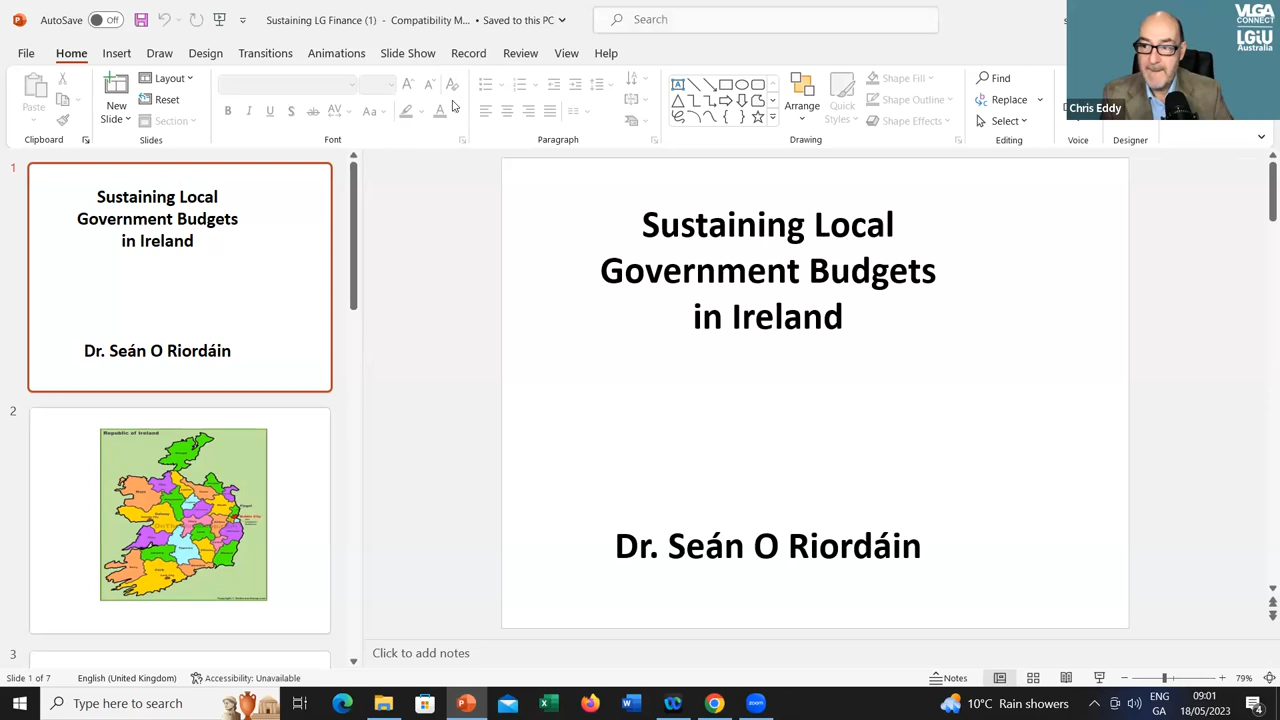 AutoSave Off Sustaining LG Finance (1) - Compatibility M... • Saved to this PC Search
VLGA
CONNECT
LGiU
Australia
Chris Eddy
File Home Insert Draw Design Transitions Animations Slide Show Record Review View Help
Paste
Clipboard
New
Slide
Layout
Reset
Section
Slides
B I U S ab AV Aa A
Font
Paragraph
Arrange
Quick
Styles
Shape Fill
Shape Outline
Shape Effects
Drawing
Find
Replace
Select
Editing
Voice
Designer
1
Sustaining Local
Government Budgets
in Ireland
Dr. Seán O Riordáin
2
Republic of Ireland
3
Sustaining Local
Government Budgets
in Ireland
Dr. Seán O Riordáin
Click to add notes
Slide 1 of 7 English (United Kingdom) Accessibility: Unavailable Notes 79%
Type here to search
zoom
10°C Rain showers
ENG
GA
09:01
18/05/2023
4